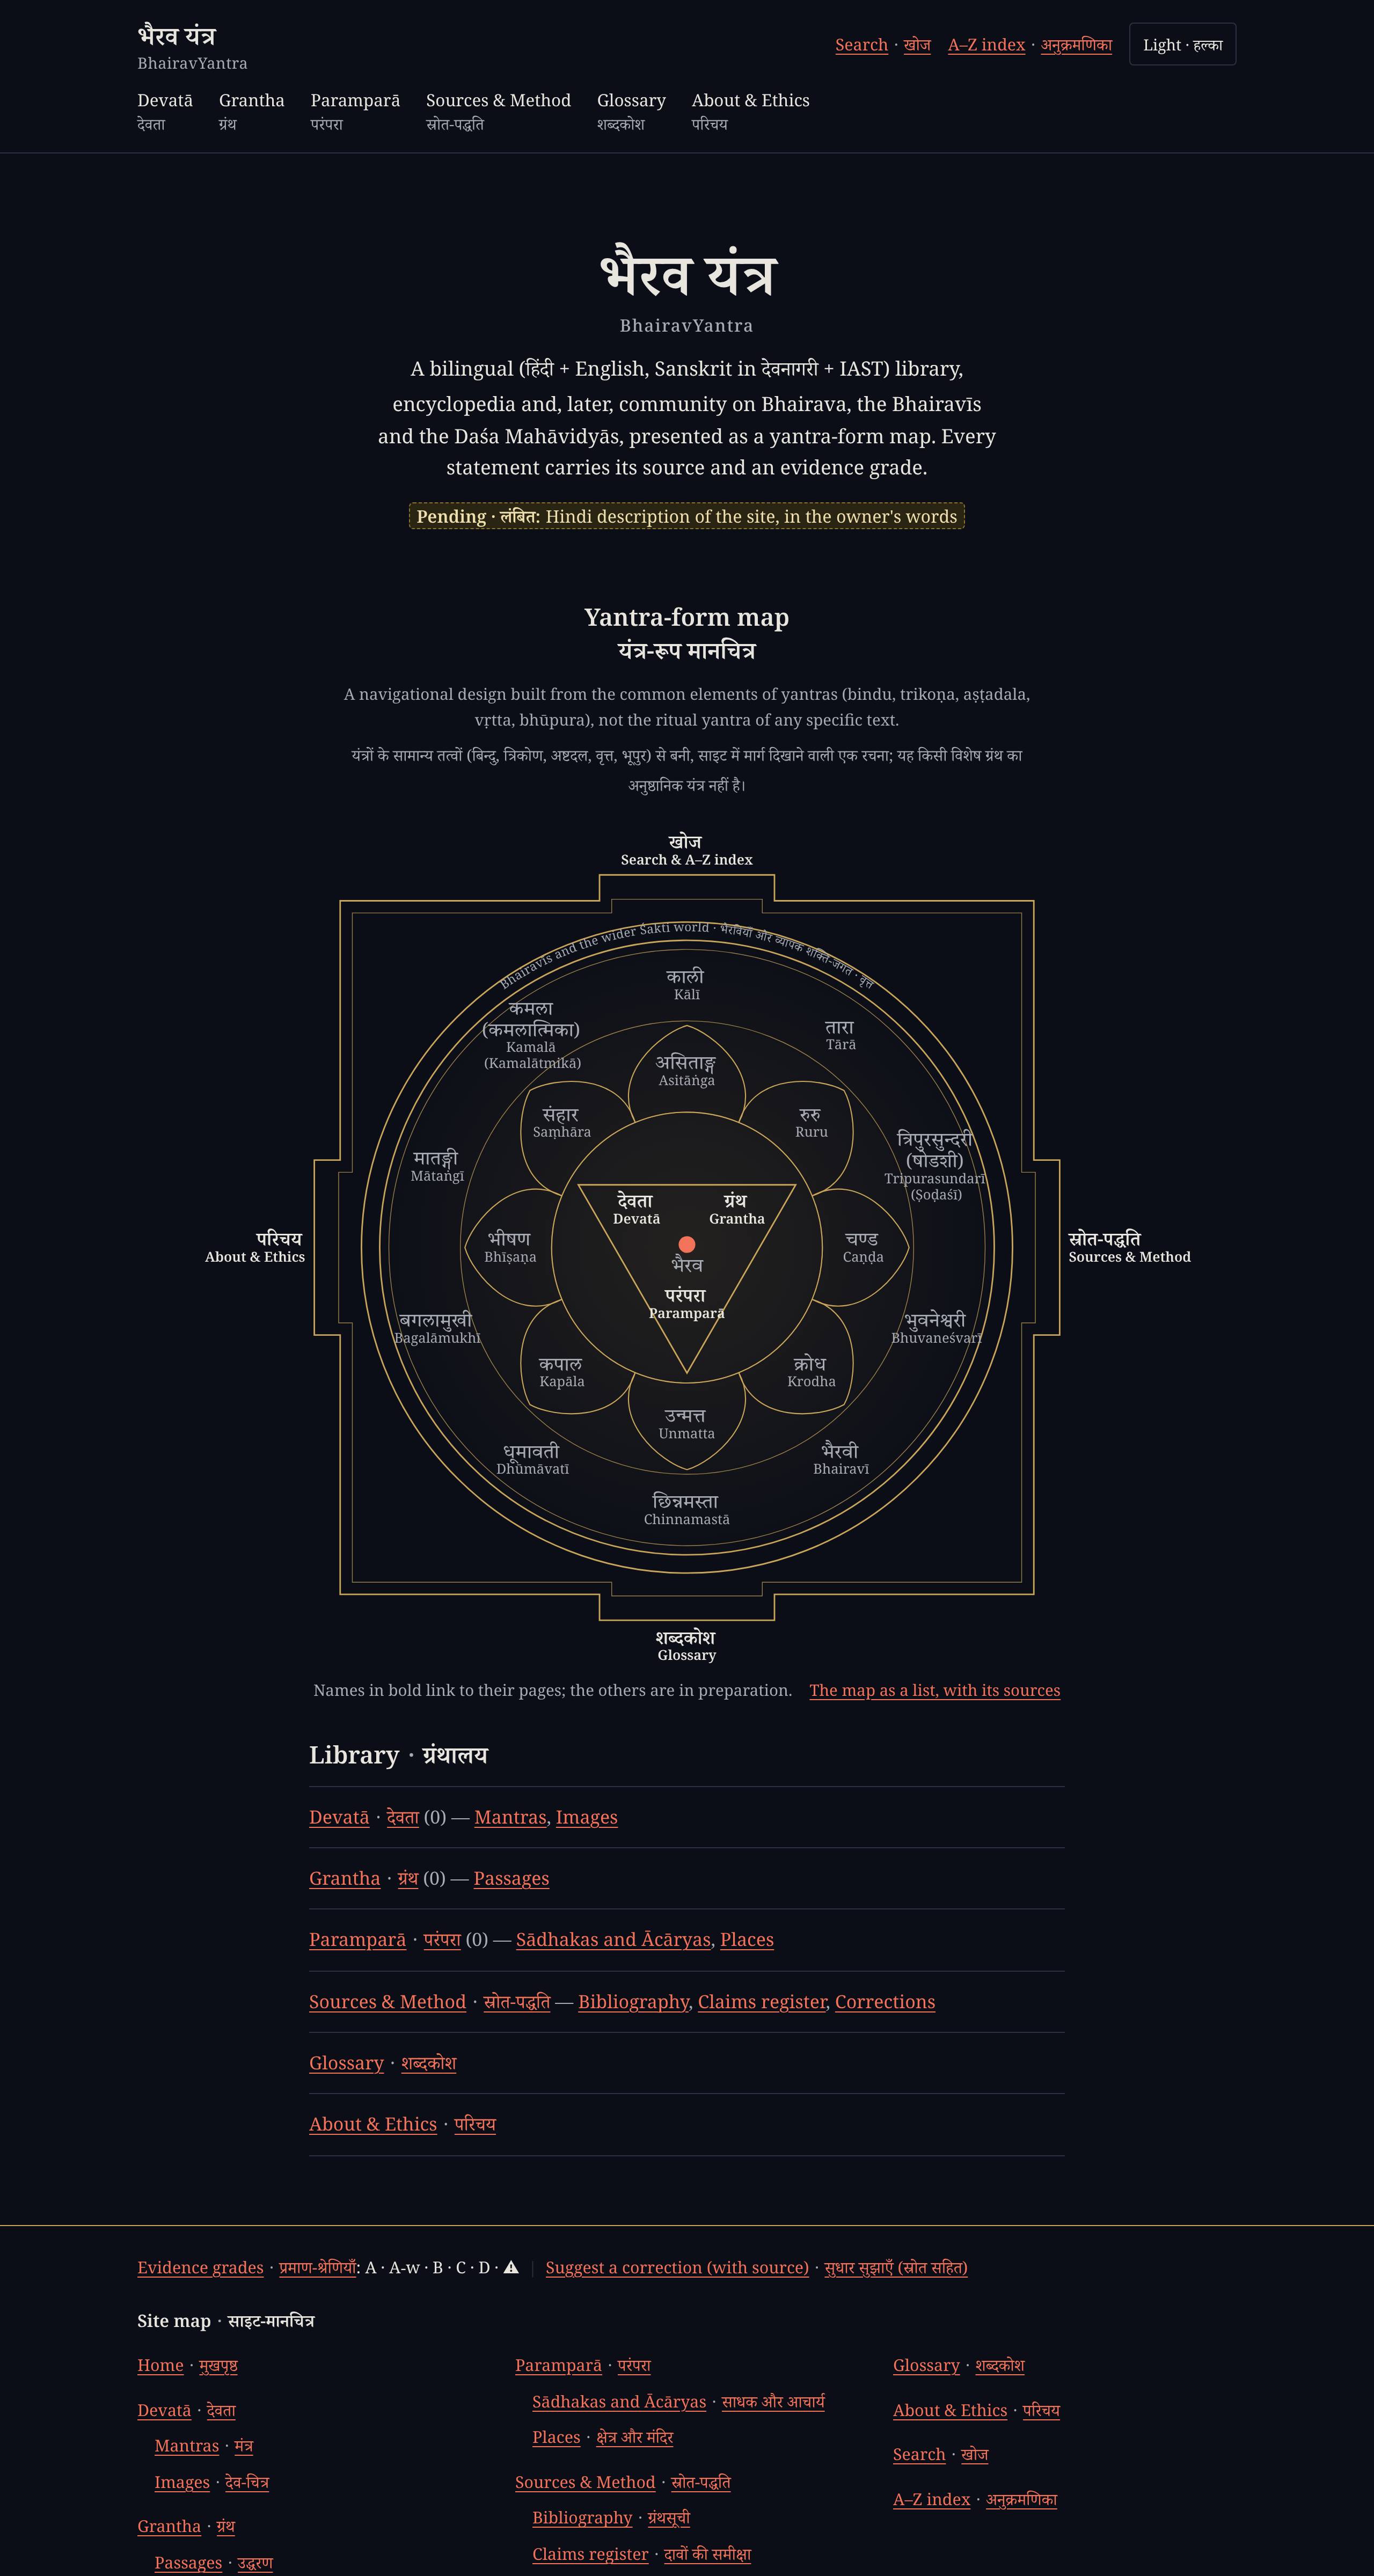 भैरव यंत्र
BhairavYantra
Search · खोज A–Z index · अनुक्रमणिका Light · हल्का
Devatā Grantha Paramparā Sources & Method Glossary About & Ethics
देवता ग्रंथ परंपरा स्रोत-पद्धति शब्दकोश परिचय
भैरव यंत्र
BhairavYantra
A bilingual (हिंदी + English, Sanskrit in देवनागरी + IAST) library,
encyclopedia and, later, community on Bhairava, the Bhairavīs
and the Daśa Mahāvidyās, presented as a yantra-form map. Every
statement carries its source and an evidence grade.
Pending · लंबित: Hindi description of the site, in the owner's words
Yantra-form map
यंत्र-रूप मानचित्र
A navigational design built from the common elements of yantras (bindu, trikoṇa, aṣṭadala,
vṛtta, bhūpura), not the ritual yantra of any specific text.
यंत्रों के सामान्य तत्वों (बिन्दु, त्रिकोण, अष्टदल, वृत्त, भूपुर) से बनी, साइट में मार्ग दिखाने वाली एक रचना; यह किसी विशेष ग्रंथ का
अनुष्ठानिक यंत्र नहीं है।
खोज
Search & A–Z index
Bhairavīs and the wider Śakti world · भैरवियाँ और व्यापक शक्ति-जगत · वृत्त
काली
Kālī
कमला
(कमलात्मिका)
Kamalā
(Kamalātmikā)
तारा
Tārā
असिताङ्ग
Asitāṅga
संहार
Saṃhāra
रुरु
Ruru
त्रिपुरसुन्दरी
(षोडशी)
Tripurasundarī
(Ṣoḍaśī)
मातङ्गी
Mātaṅgī
देवता
Devatā
ग्रंथ
Grantha
परिचय
About & Ethics
भीषण
Bhīṣaṇa
भैरव
चण्ड
Caṇḍa
स्रोत-पद्धति
Sources & Method
परंपरा
Paramparā
बगलामुखी
Bagalāmukhī
भुवनेश्वरी
Bhuvaneśvarī
कपाल
Kapāla
क्रोध
Krodha
उन्मत्त
Unmatta
धूमावती
Dhūmāvatī
भैरवी
Bhairavī
छिन्नमस्ता
Chinnamastā
शब्दकोश
Glossary
Names in bold link to their pages; the others are in preparation. The map as a list, with its sources
Library · ग्रंथालय
Devatā · देवता (0) — Mantras, Images
Grantha · ग्रंथ (0) — Passages
Paramparā · परंपरा (0) — Sādhakas and Ācāryas, Places
Sources & Method · स्रोत-पद्धति — Bibliography, Claims register, Corrections
Glossary · शब्दकोश
About & Ethics · परिचय
Evidence grades · प्रमाण-श्रेणियाँ: A · A-w · B · C · D · ⚠ | Suggest a correction (with source) · सुधार सुझाएँ (स्रोत सहित)
Site map · साइट-मानचित्र
Home · मुखपृष्ठ
Devatā · देवता
Mantras · मंत्र
Images · देव-चित्र
Grantha · ग्रंथ
Passages · उद्धरण
Paramparā · परंपरा
Sādhakas and Ācāryas · साधक और आचार्य
Places · क्षेत्र और मंदिर
Sources & Method · स्रोत-पद्धति
Bibliography · ग्रंथसूची
Claims register · दावों की समीक्षा
Glossary · शब्दकोश
About & Ethics · परिचय
Search · खोज
A–Z index · अनुक्रमणिका